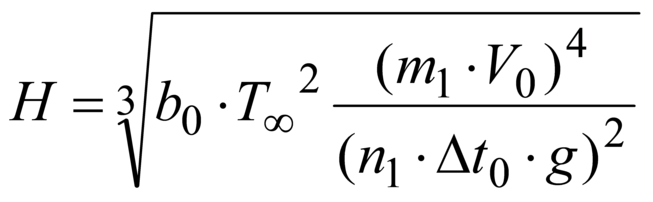 H = ∛(b₀ · T∞² (m₁ · V₀)⁴ / (n₁ · Δt₀ · g)²)